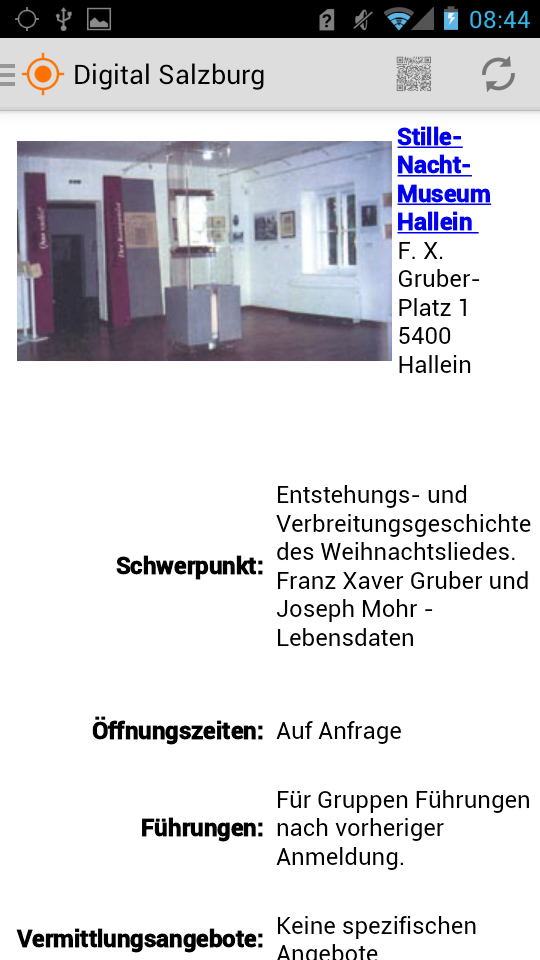 08:44
Digital Salzburg
Stille-
Nacht-
Museum
Hallein
F. X.
Gruber-
Platz 1
5400
Hallein
Schwerpunkt:
Entstehungs- und
Verbreitungsgeschichte
des Weihnachtsliedes.
Franz Xaver Gruber und
Joseph Mohr -
Lebensdaten
Öffnungszeiten:
Auf Anfrage
Führungen:
Für Gruppen Führungen
nach vorheriger
Anmeldung.
Vermittlungsangebote:
Keine spezifischen
Angebote